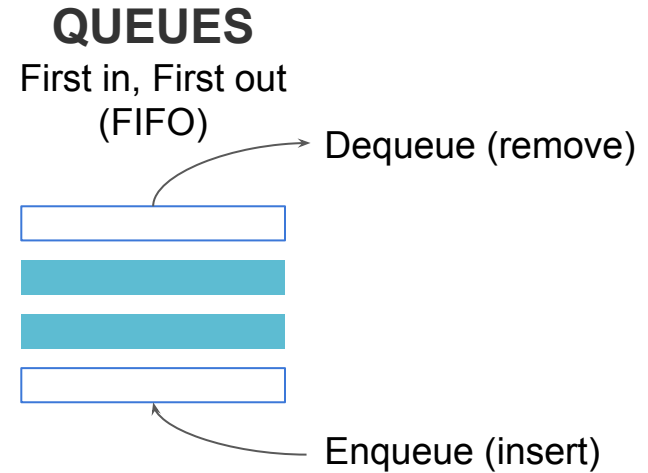 QUEUES
First in, First out
(FIFO)
Dequeue (remove)
Enqueue (insert)